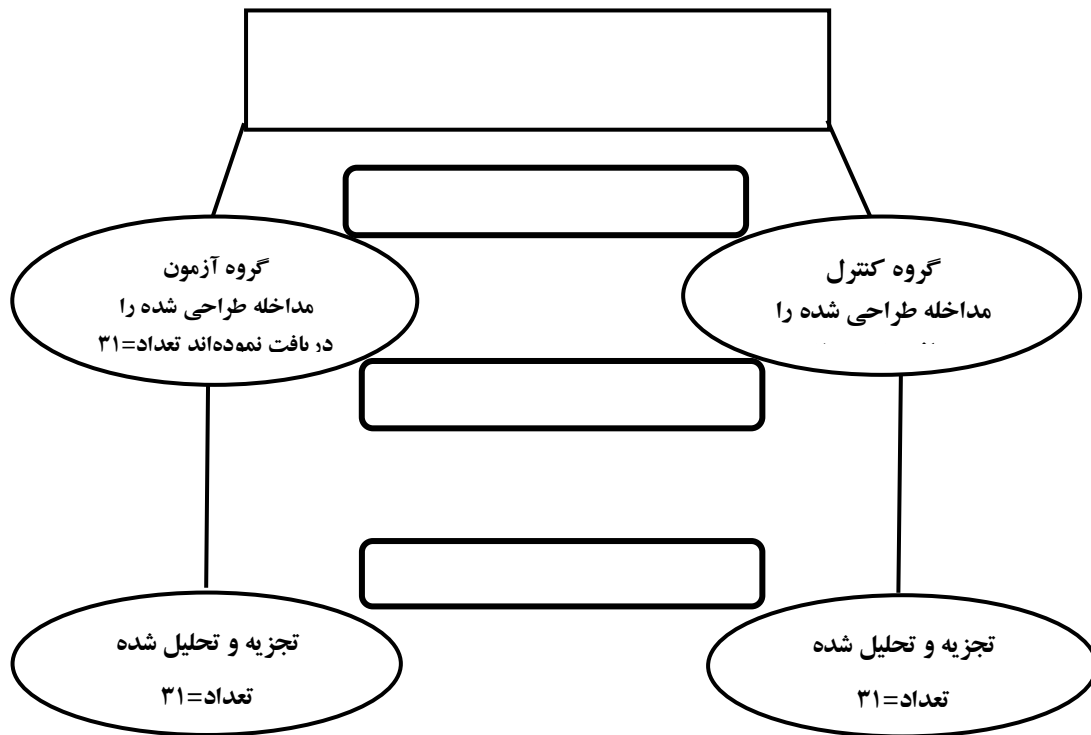 گروه کنترل
مداخله طراحی شده را
گروه آزمون
مداخله طراحی شده را
دریافت نموده‌اند تعداد=۳۱
تجزیه و تحلیل شده
تعداد=۳۱
تجزیه و تحلیل شده
تعداد=۳۱